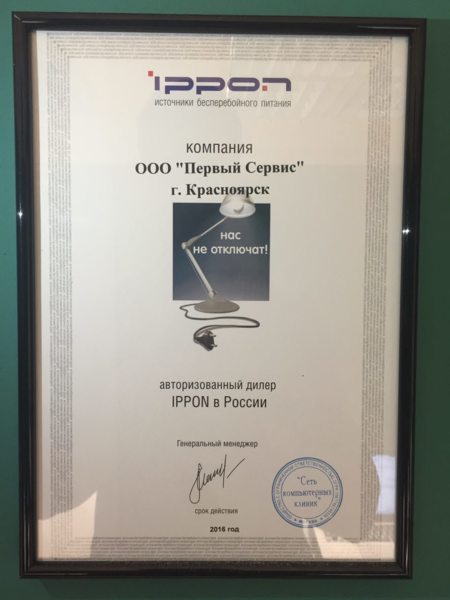 ippon
источники бесперебойного питания
компания
ООО "Первый Сервис"
г. Красноярск
нас
не отключат!
авторизованный дилер
IPPON в России
Генеральный менеджер
срок действия
2016 год
"Сеть
компьютерных
клиник"